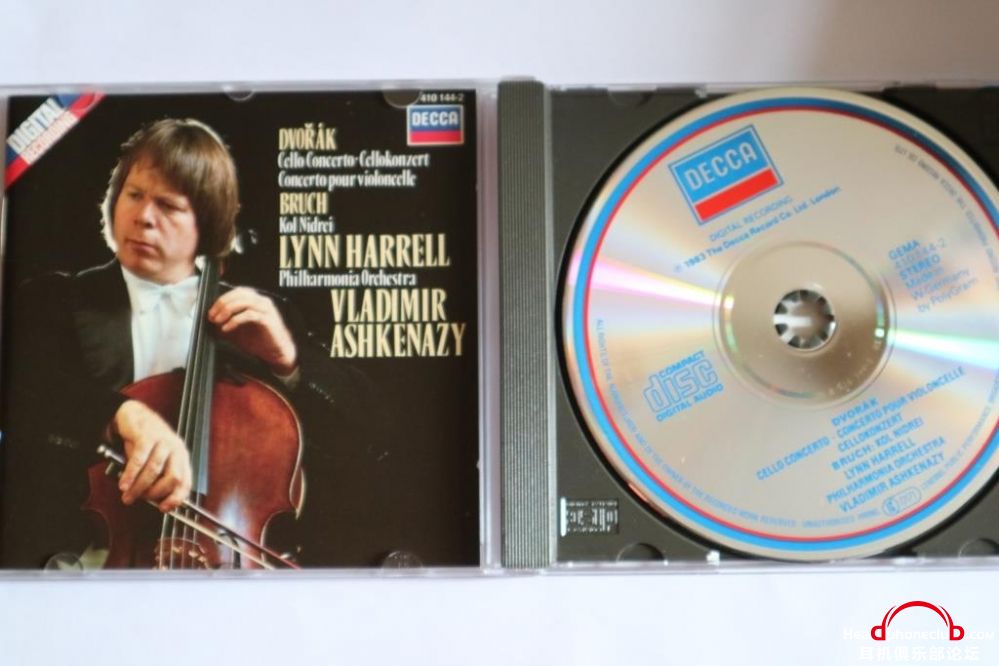 DIGITAL
RECORDING
410 144-2
DECCA
DVOŘÁK
Cello Concerto·Cellokonzert
Concerto pour violoncelle
BRUCH
Kol Nidrei
LYNN HARRELL
Philharmonia Orchestra
VLADIMIR
ASHKENAZY
DECCA
DIGITAL RECORDING
℗ 1983 The Decca Record Co. Ltd. London.
GEMA
410 144-2
STEREO
Made in
W. Germany
by PolyGram
COMPACT
disc
DIGITAL AUDIO
DVOŘÁK
CELLO CONCERTO · CONCERTO POUR VIOLONCELLE
CELLOKONZERT
BRUCH: KOL NIDREI
LYNN HARRELL
PHILHARMONIA ORCHESTRA
VLADIMIR ASHKENAZY
耳机俱乐部论坛